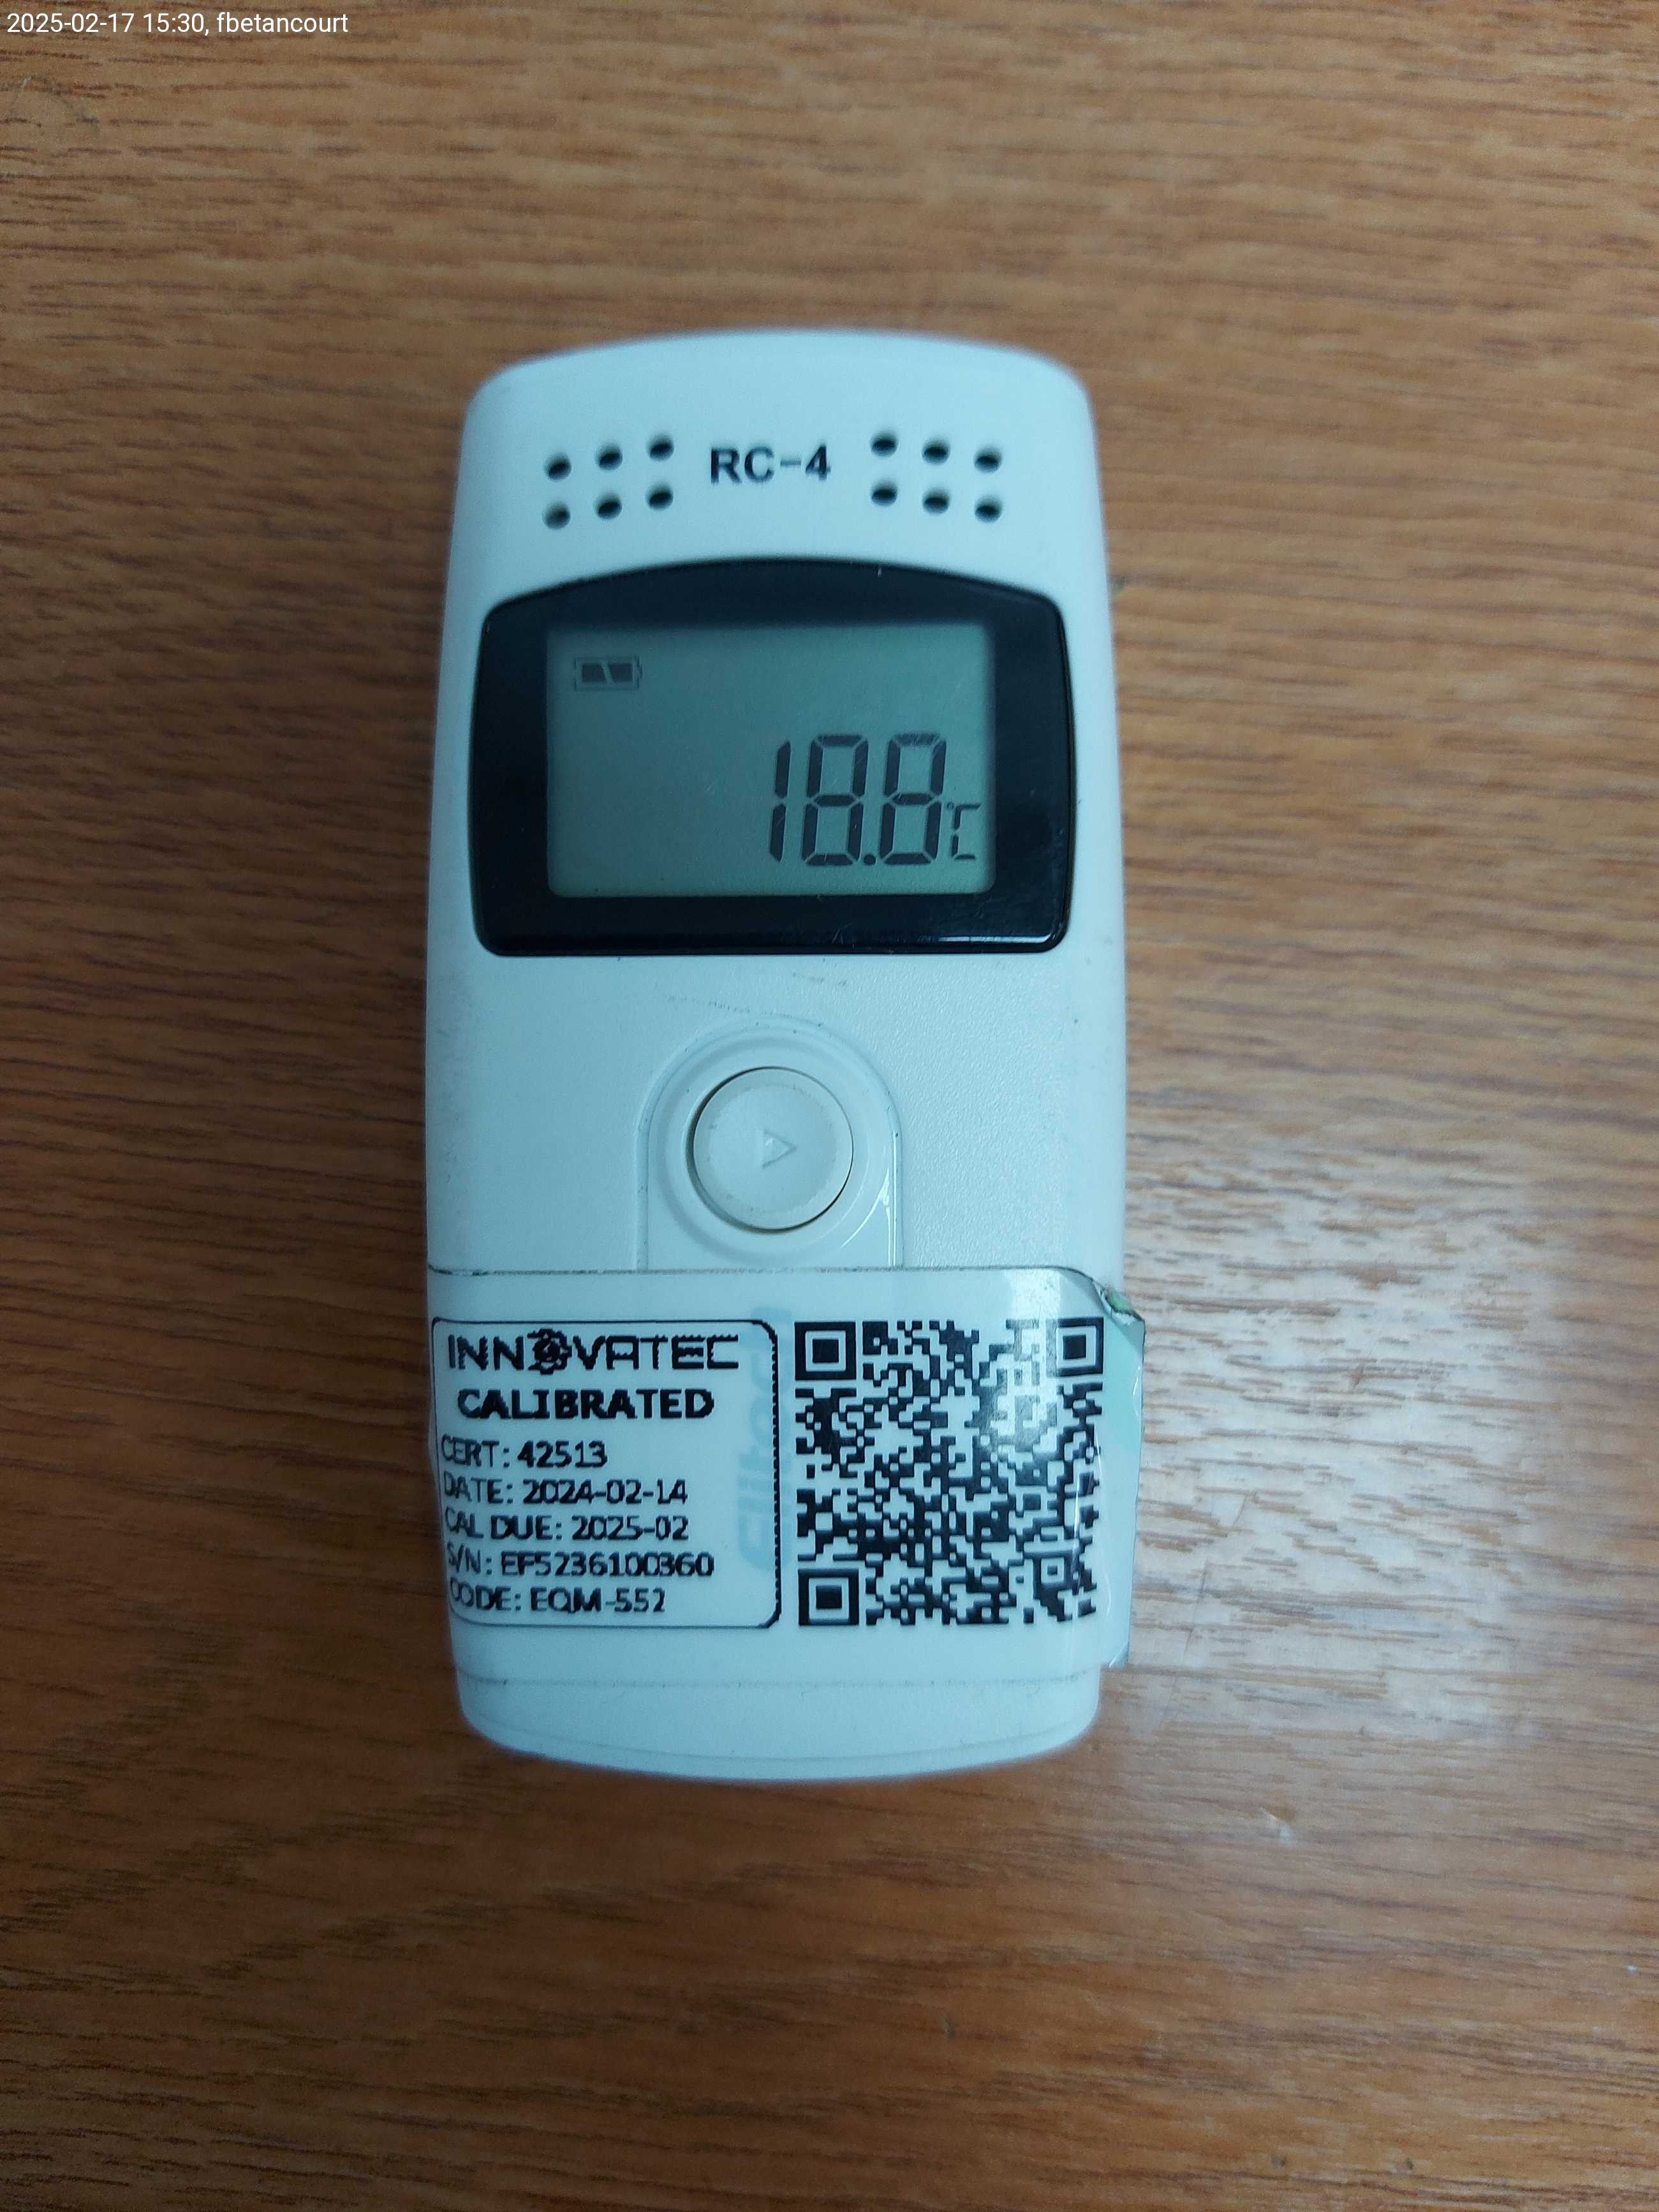 2025-02-17 15:30, fbetancourt
RC-4
18.8°C
INNOVATEC
CALIBRATED
CERT: 42513
DATE: 2024-02-14
CAL DUE: 2025-02
S/N: EF5236100360
CODE: EQM-552
Elitech